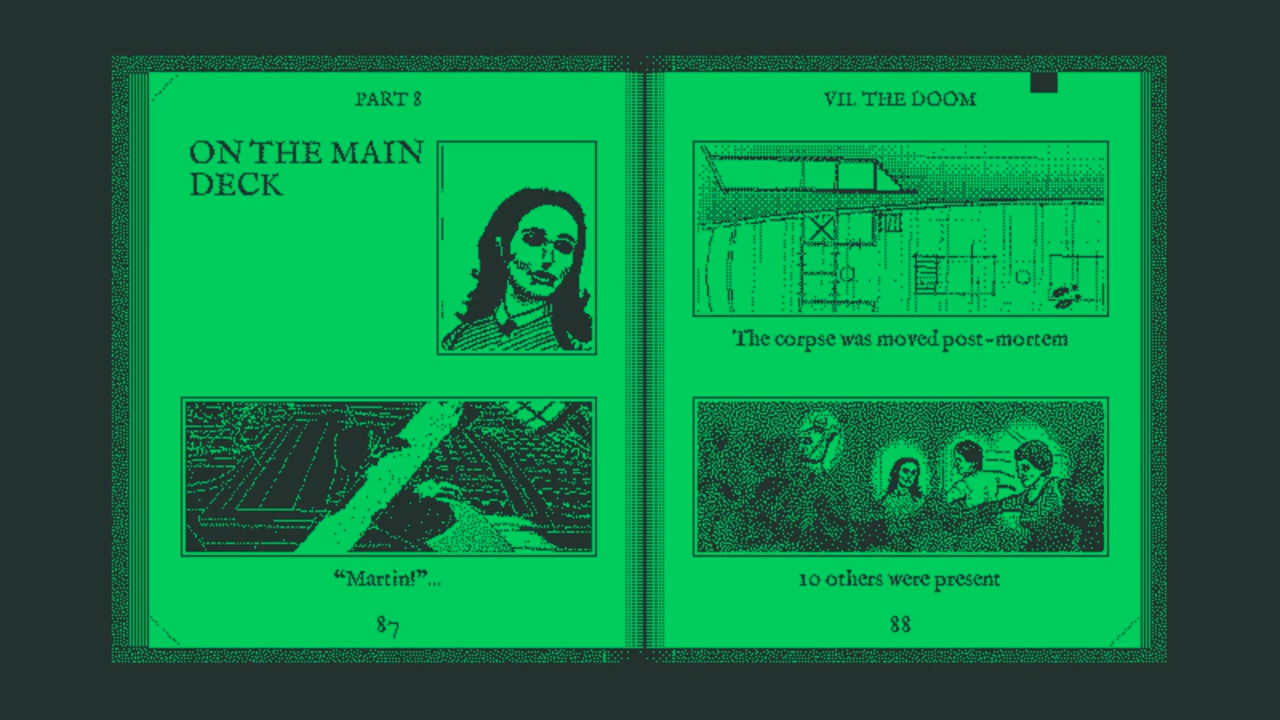 PART 8
ON THE MAIN
DECK
“Martin!”...
87
VII. THE DOOM
The corpse was moved post-mortem
10 others were present
88